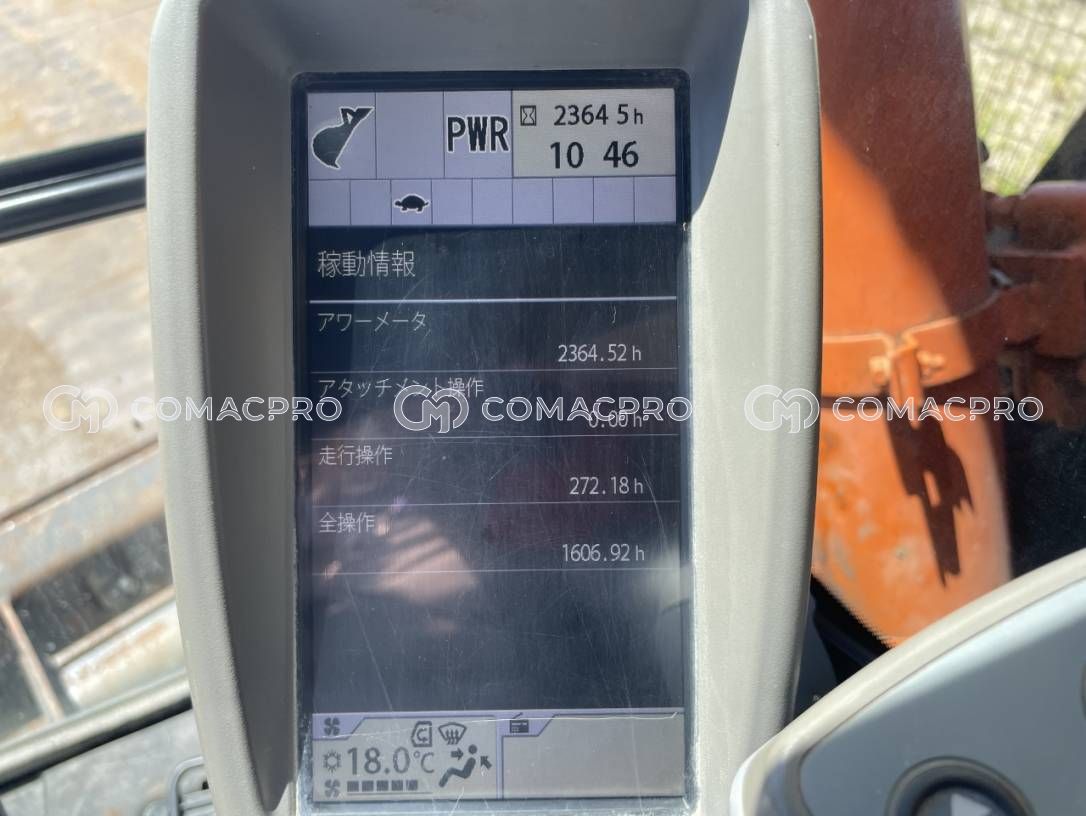 2364 5h
PWR
10 46
稼動情報
アワーメータ
2364.52 h
アタッチメント操作
COMACPRO COMACPRO COMACPRO
0.00 h
走行操作
272.18 h
全操作
1606.92 h
18.0℃